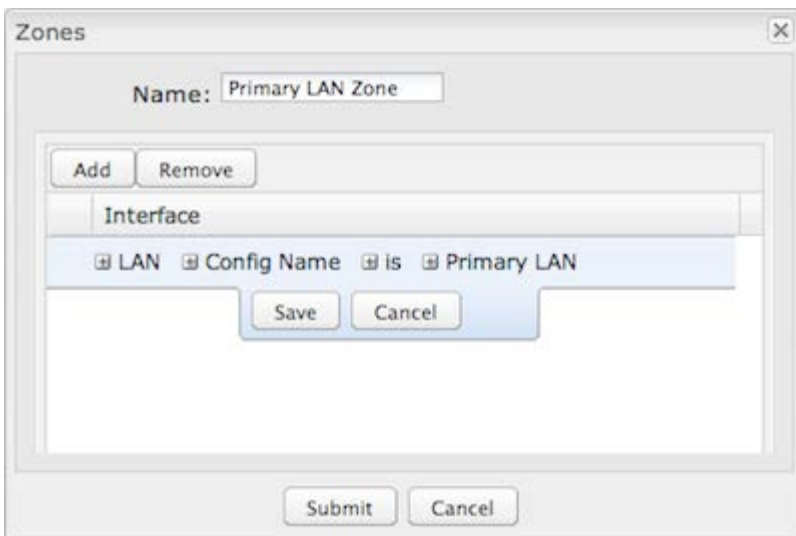 Zones
Name: Primary LAN Zone
Add Remove
Interface
LAN Config Name is Primary LAN
Save Cancel
Submit Cancel